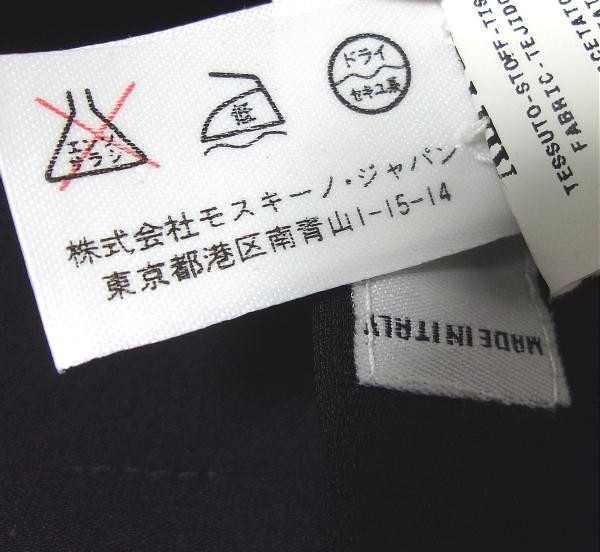 エンソ
サラシ
低
ドライ
セキユ系
株式会社モスキーノ・ジャパン
東京都港区南青山1-15-14
TESSUTO-STOFF-TIS
FABRIC-TEJIDO
ACETATO
MADE IN ITALY